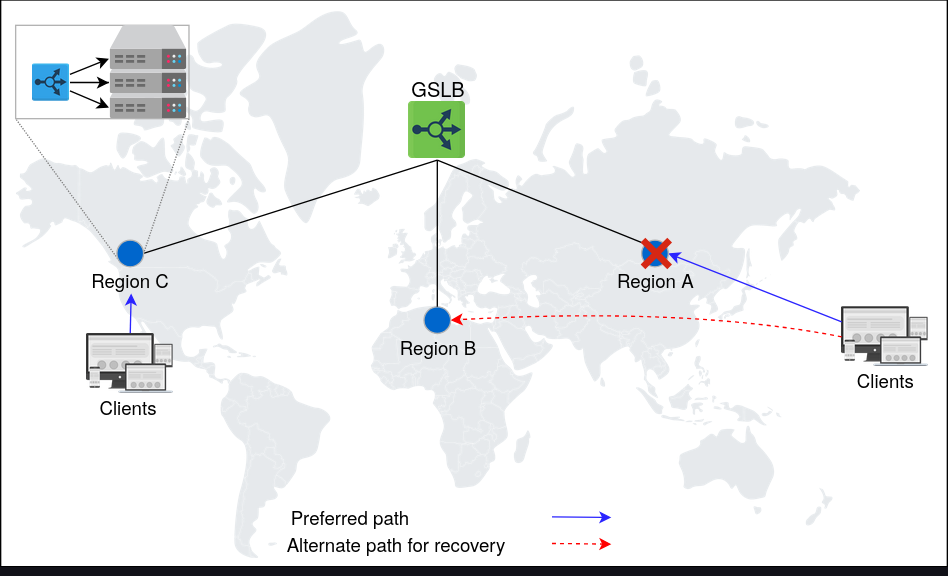 GSLB
Region C
Region A
Region B
Clients
Clients
Preferred path
Alternate path for recovery